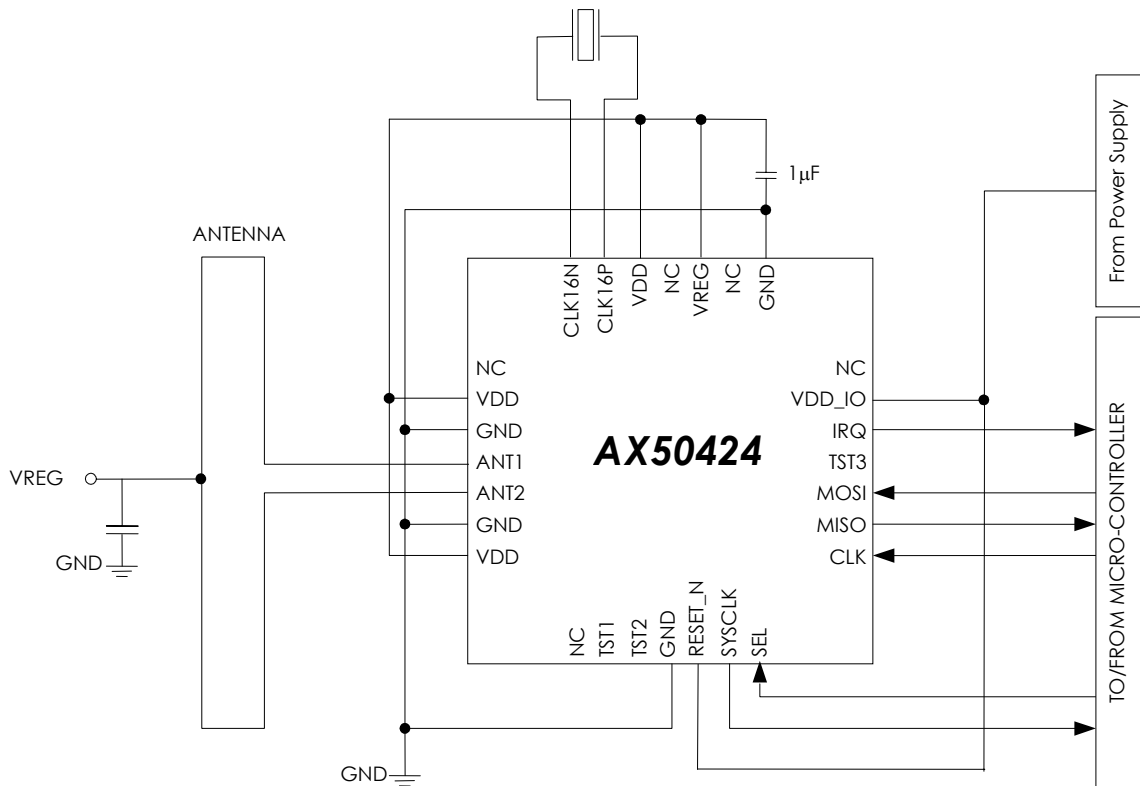 1μF
From Power Supply
ANTENNA
CLK16N
CLK16P
VDD
NC
VREG
NC
GND
NC
VDD
GND
ANT1
ANT2
GND
VDD
AX50424
NC
VDD_IO
IRQ
TST3
MOSI
MISO
CLK
VREG
GND
NC
TST1
TST2
GND
RESET_N
SYSCLK
SEL
TO/FROM MICRO-CONTROLLER
GND